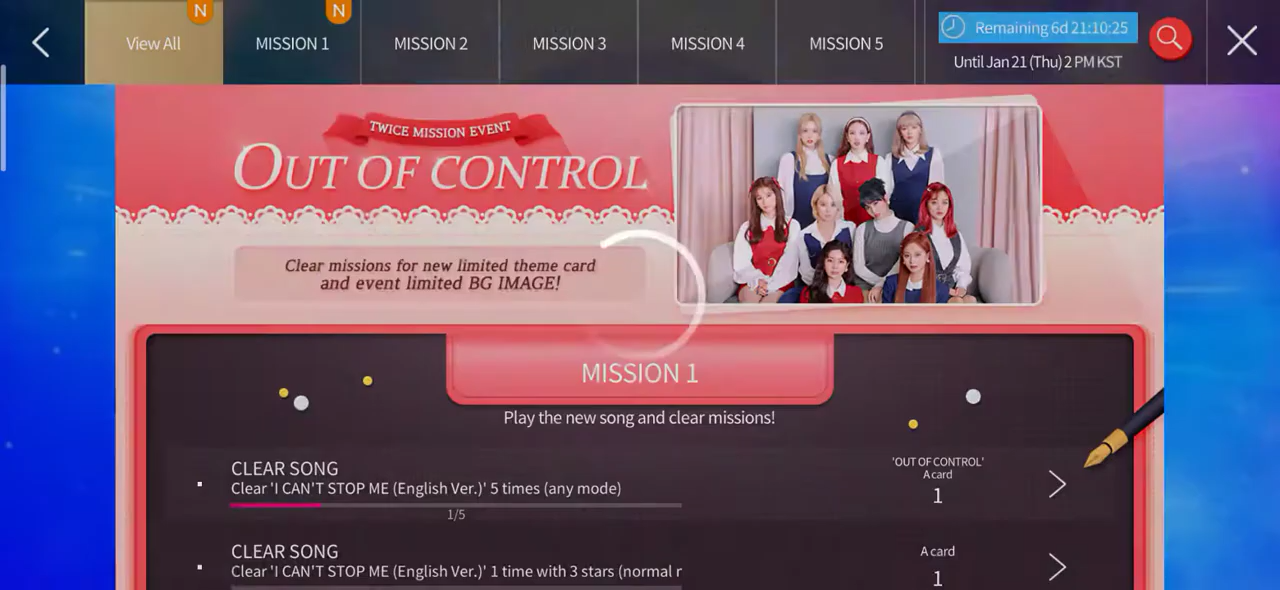 View All
N
MISSION 1
N
MISSION 2
MISSION 3
MISSION 4
MISSION 5
Remaining 6d 21:10:25
Until Jan 21 (Thu) 2 PM KST
TWICE MISSION EVENT
OUT OF CONTROL
Clear missions for new limited theme card
and event limited BG IMAGE!
MISSION 1
Play the new song and clear missions!
CLEAR SONG
Clear 'I CAN'T STOP ME (English Ver.)' 5 times (any mode)
1/5
'OUT OF CONTROL'
A card
1
CLEAR SONG
Clear 'I CAN'T STOP ME (English Ver.)' 1 time with 3 stars (normal
A card
1